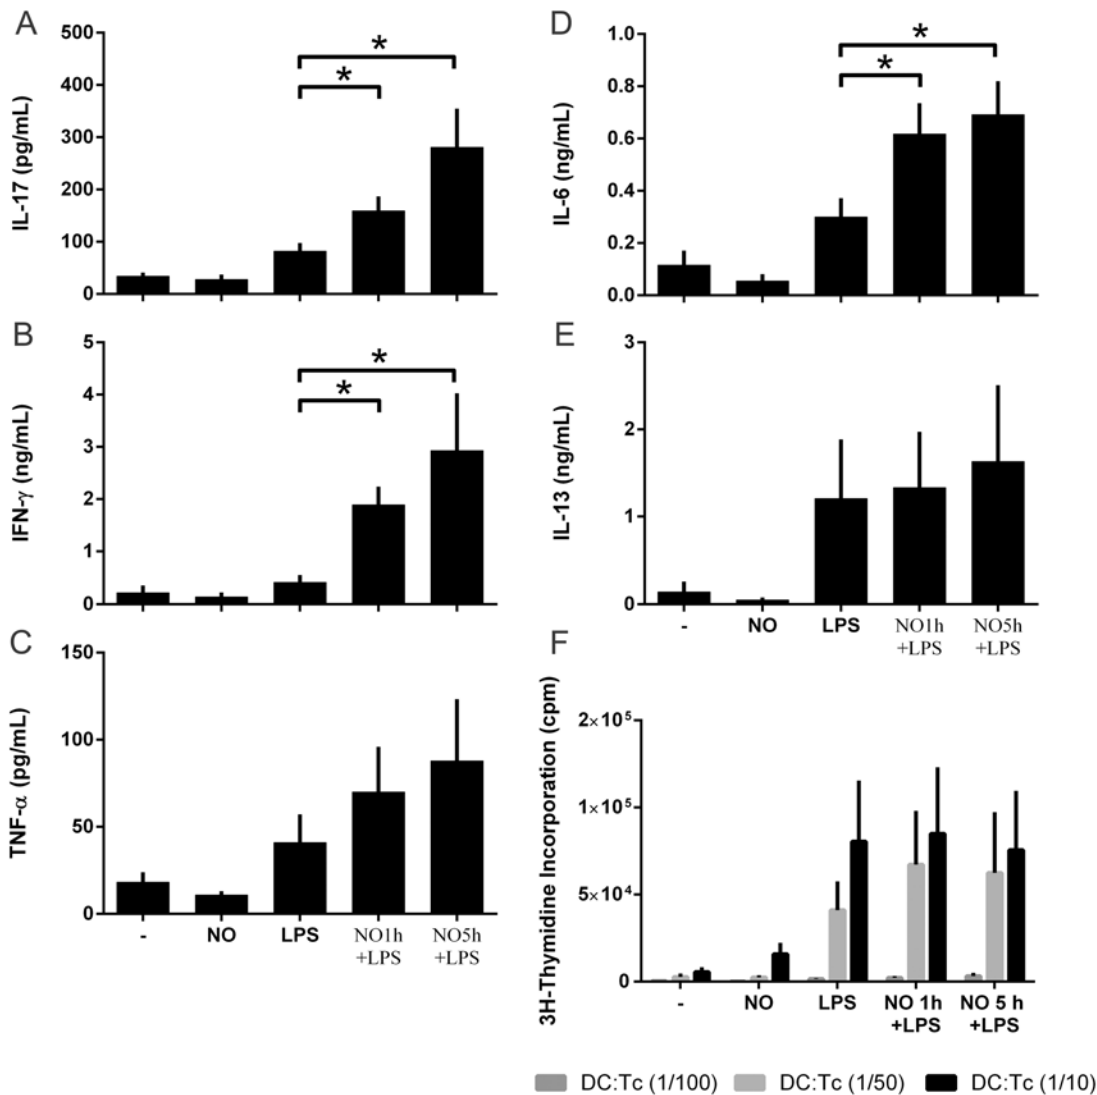 A
500
400
300
200
100
0
IL-17 (pg/mL)
*
*
B
5
4
3
2
1
0
IFN-γ (ng/mL)
*
*
C
150
100
50
0
TNF-α (pg/mL)
-
NO
LPS
NO1h
+LPS
NO5h
+LPS
D
1.0
0.8
0.6
0.4
0.2
0.0
IL-6 (ng/mL)
*
*
E
3
2
1
0
IL-13 (ng/mL)
-
NO
LPS
NO1h
+LPS
NO5h
+LPS
F
2×10⁵
1×10⁵
5×10⁴
0
3H-Thymidine Incorporation (cpm)
-
NO
LPS
NO 1h
+LPS
NO 5 h
+LPS
DC:Tc (1/100) DC:Tc (1/50) DC:Tc (1/10)